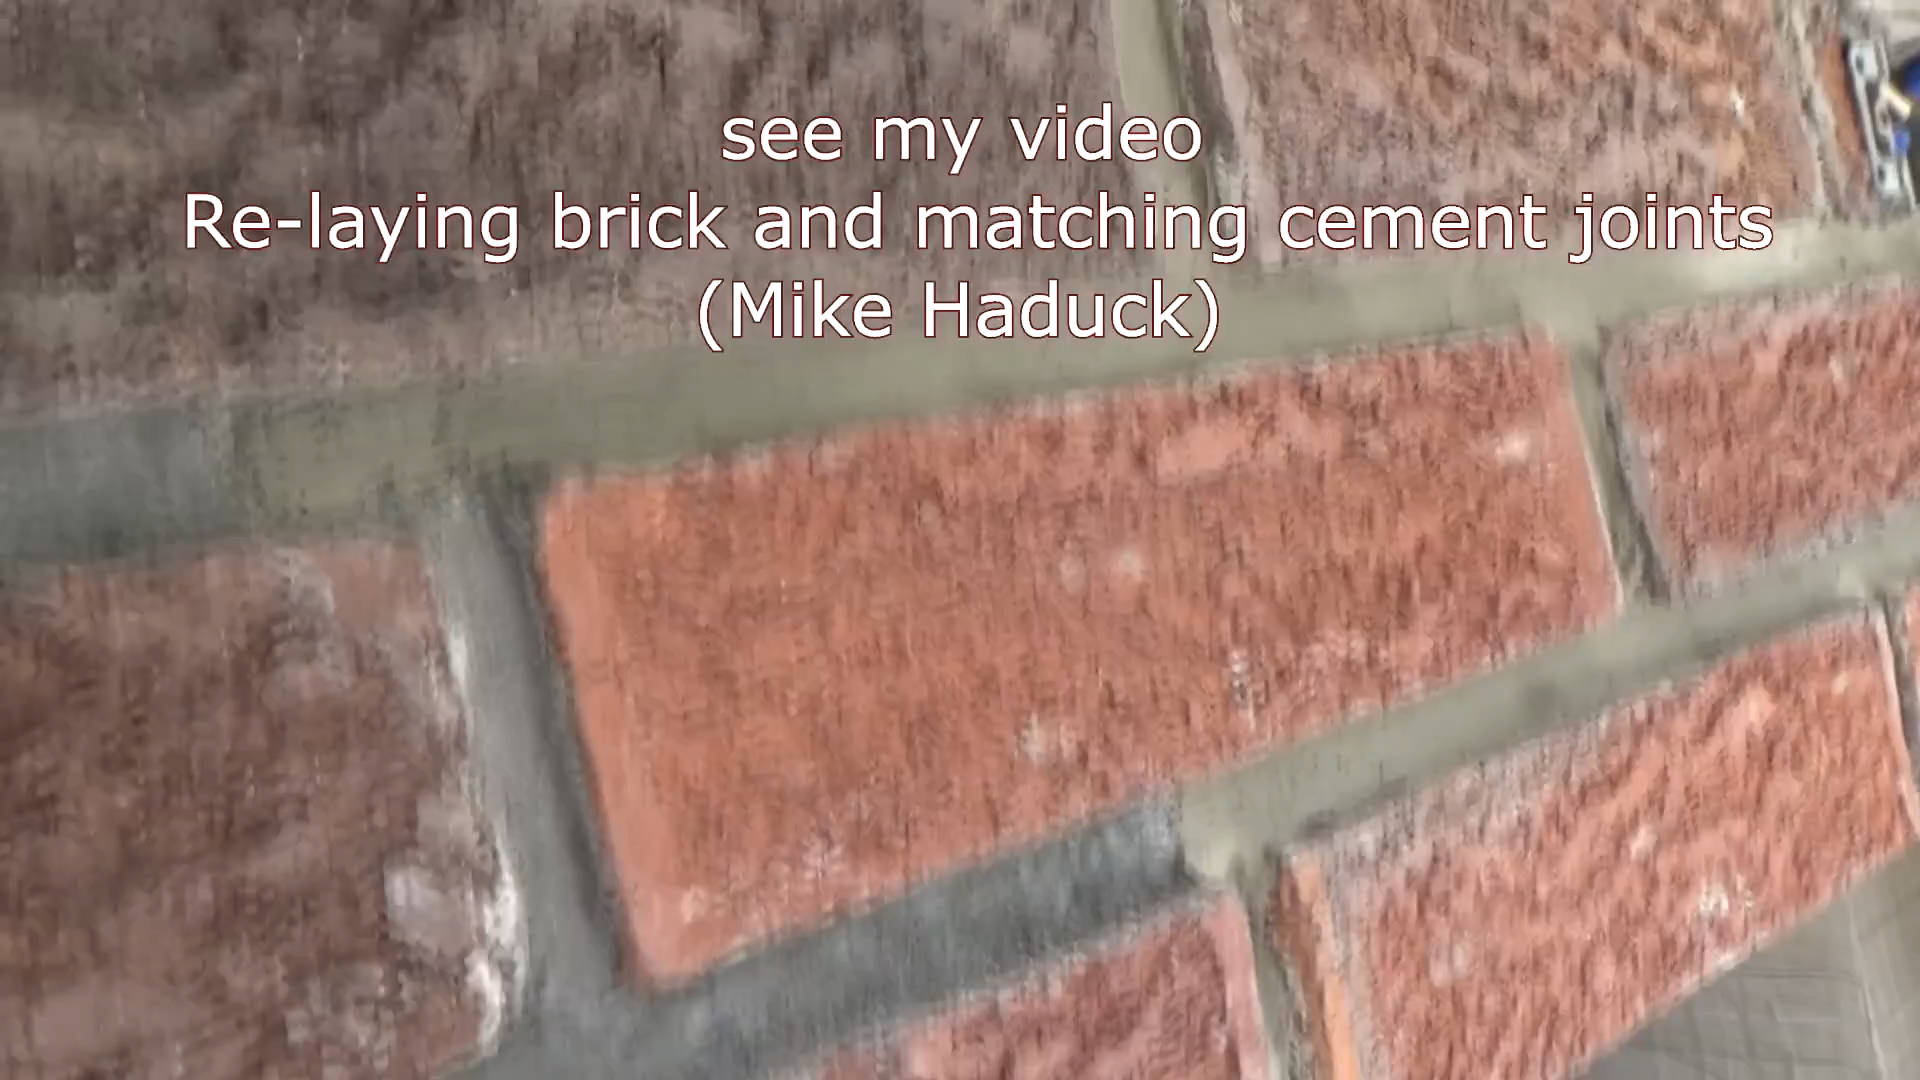 see my video
Re-laying brick and matching cement joints
(Mike Haduck)